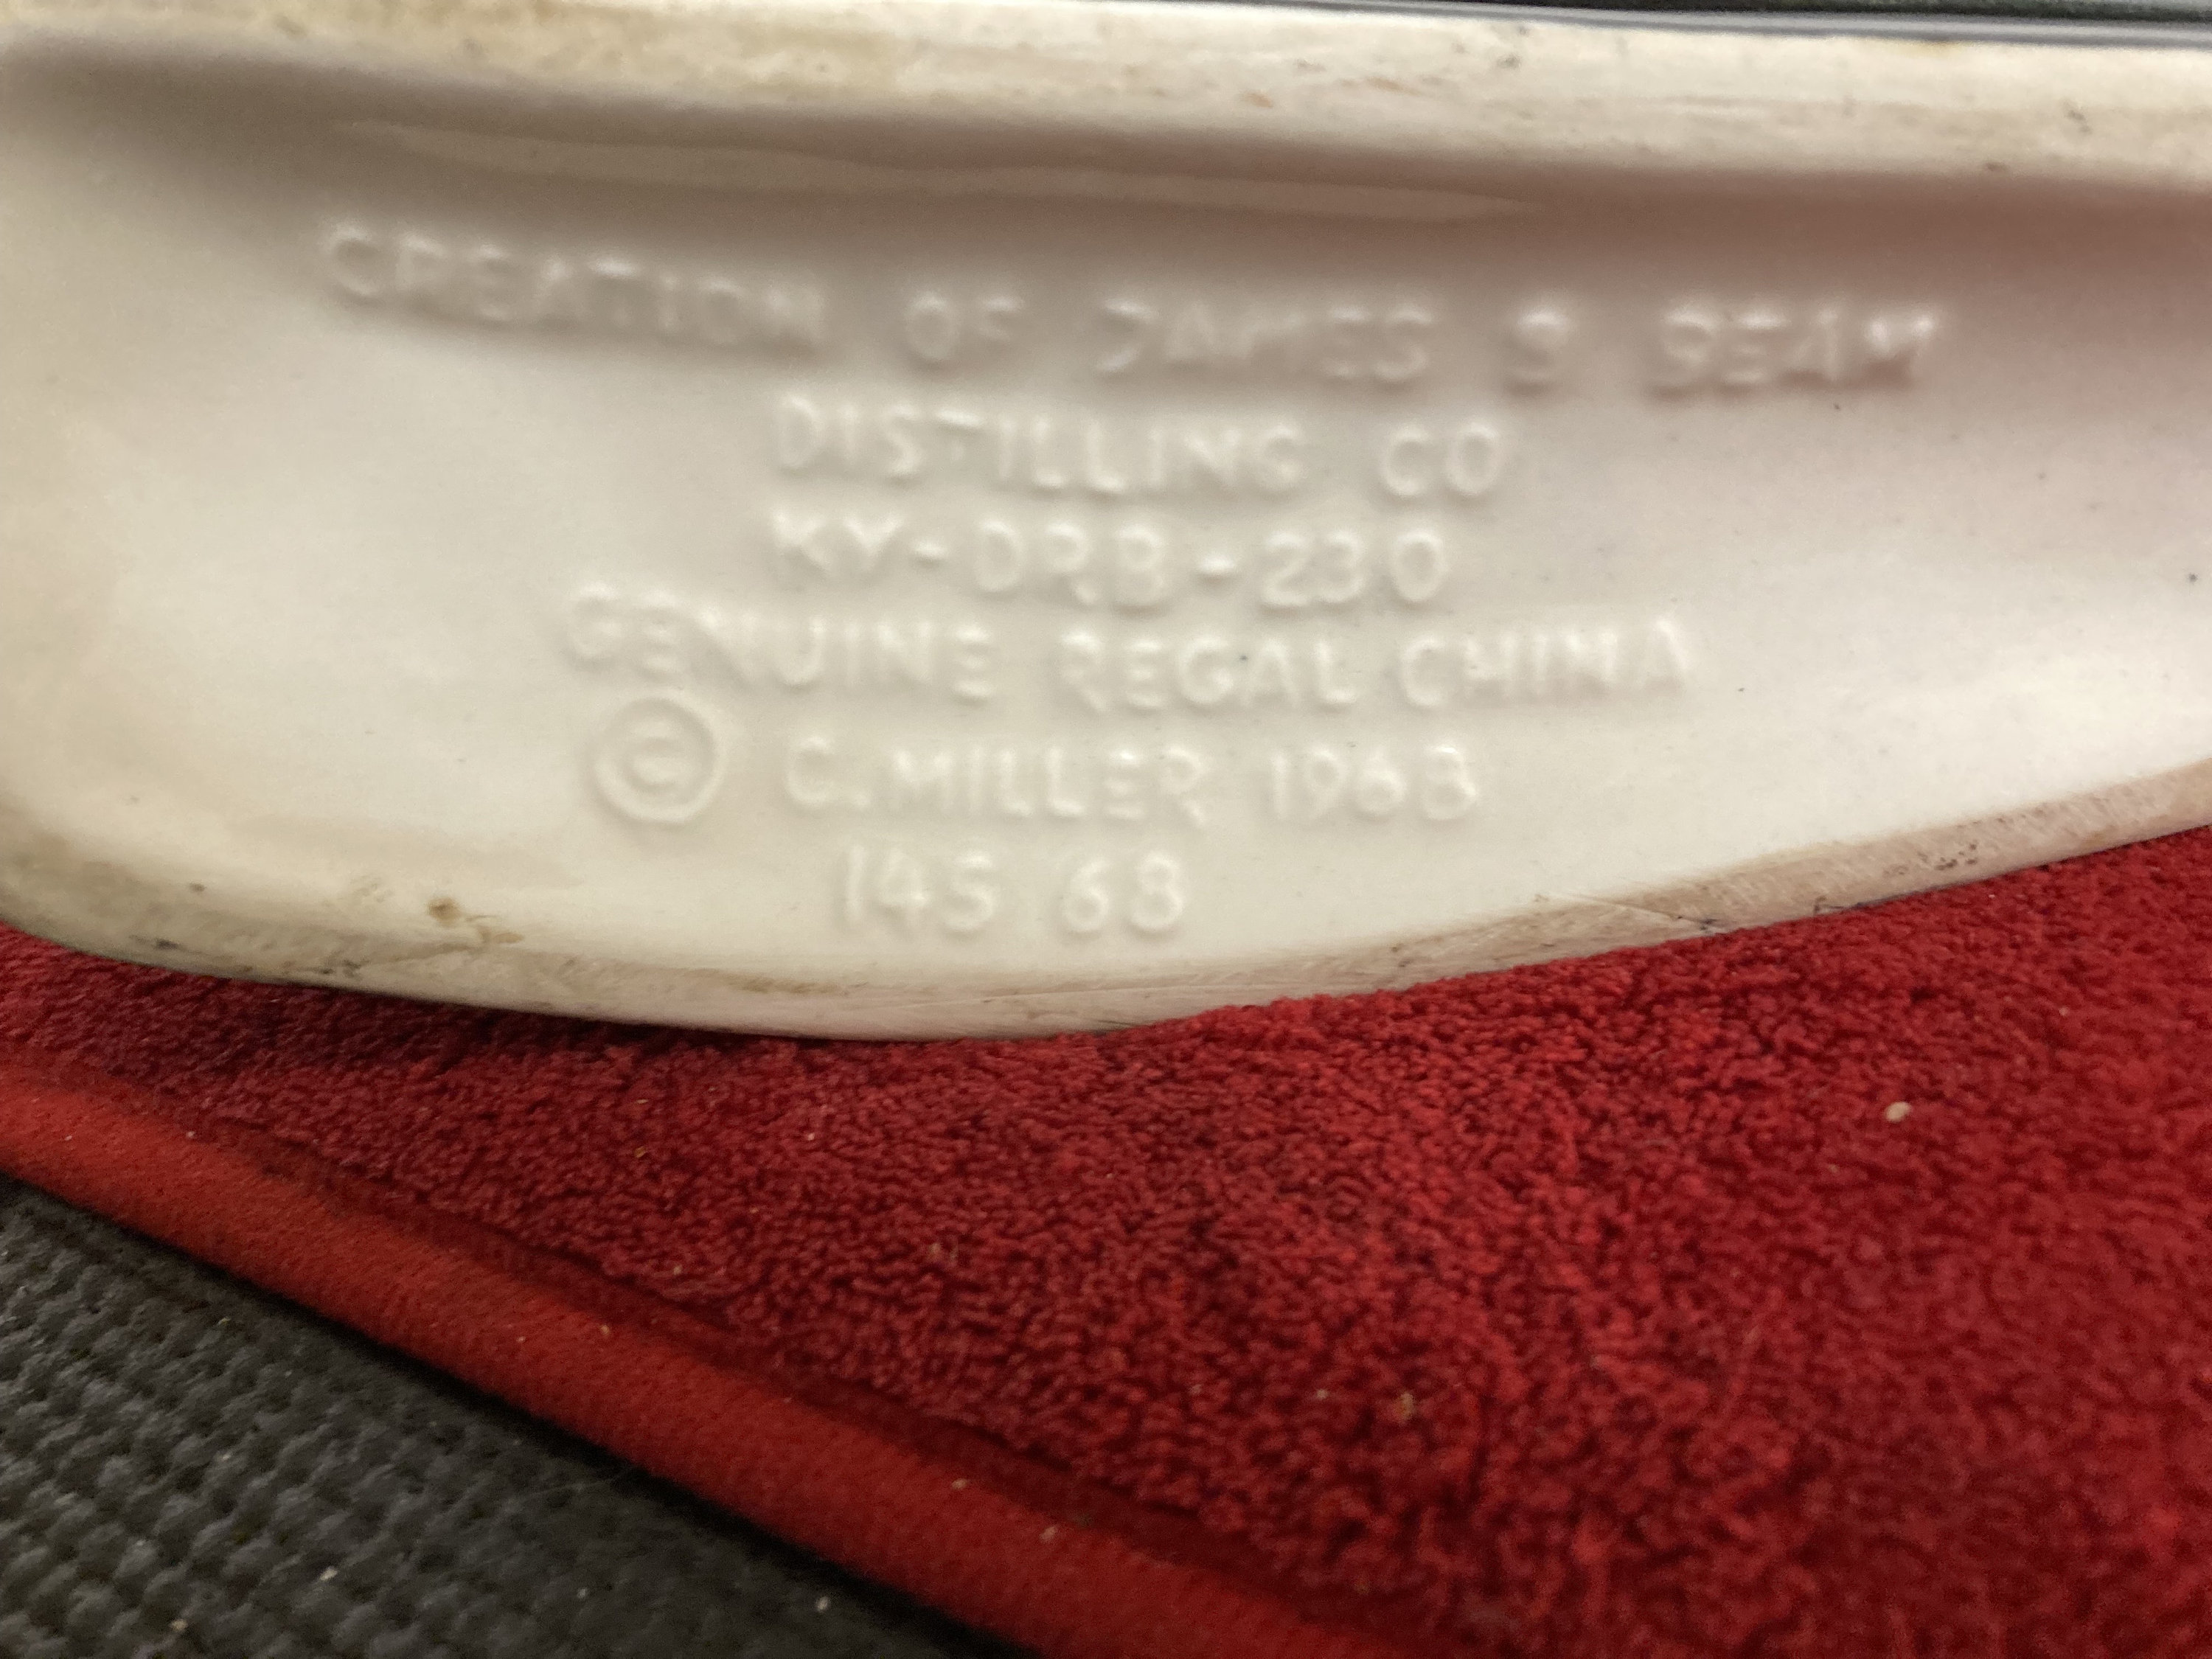 CREATION OF JAMES B BEAM
DISTILLING CO
KY-DRB-230
GENUINE REGAL CHINA
© C. MILLER 1968
145 68